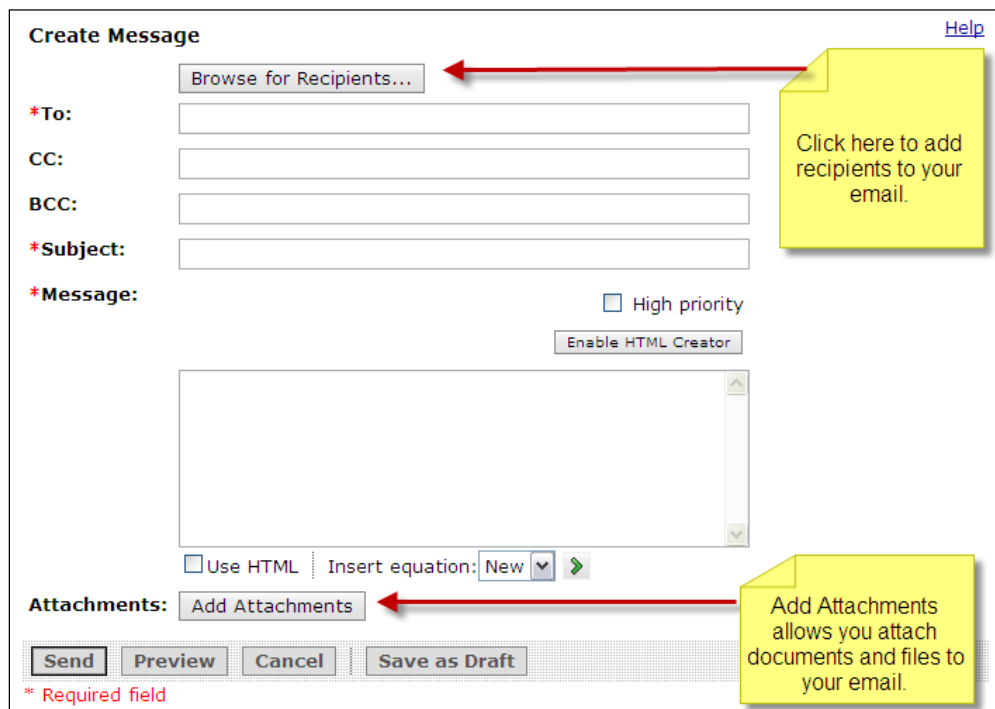 Create Message
Help
Browse for Recipients...
*To:
CC:
BCC:
*Subject:
*Message:
High priority
Enable HTML Creator
Use HTML Insert equation: New
Attachments: Add Attachments
Send Preview Cancel Save as Draft
* Required field
Click here to add
recipients to your
email.
Add Attachments
allows you attach
documents and files to
your email.